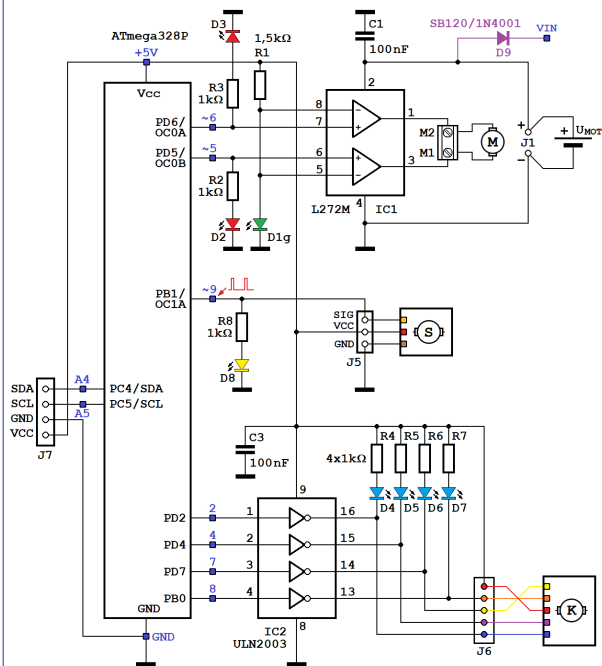 D3
1,5kΩ
R1
C1
100nF
SB120/1N4001
VIN
D9
ATmega328P
+5V
Vcc
R3
1kΩ
2
PD6/
OC0A
~6
8
7
1
M2
M1
M
+
−
J1
+
UMOT
PD5/
OC0B
~5
6
5
3
R2
1kΩ
4
L272M
IC1
D2
D1g
PB1/
OC1A
~9
R8
1kΩ
D8
SIG
VCC
GND
J5
S
SDA
SCL
GND
VCC
J7
A4
A5
PC4/SDA
PC5/SCL
C3
100nF
R4
R5
R6
R7
4x1kΩ
D4
D5
D6
D7
9
PD2
2
1
16
PD4
4
2
15
PD7
7
3
14
PB0
8
4
13
GND
GND
8
IC2
ULN2003
J6
K